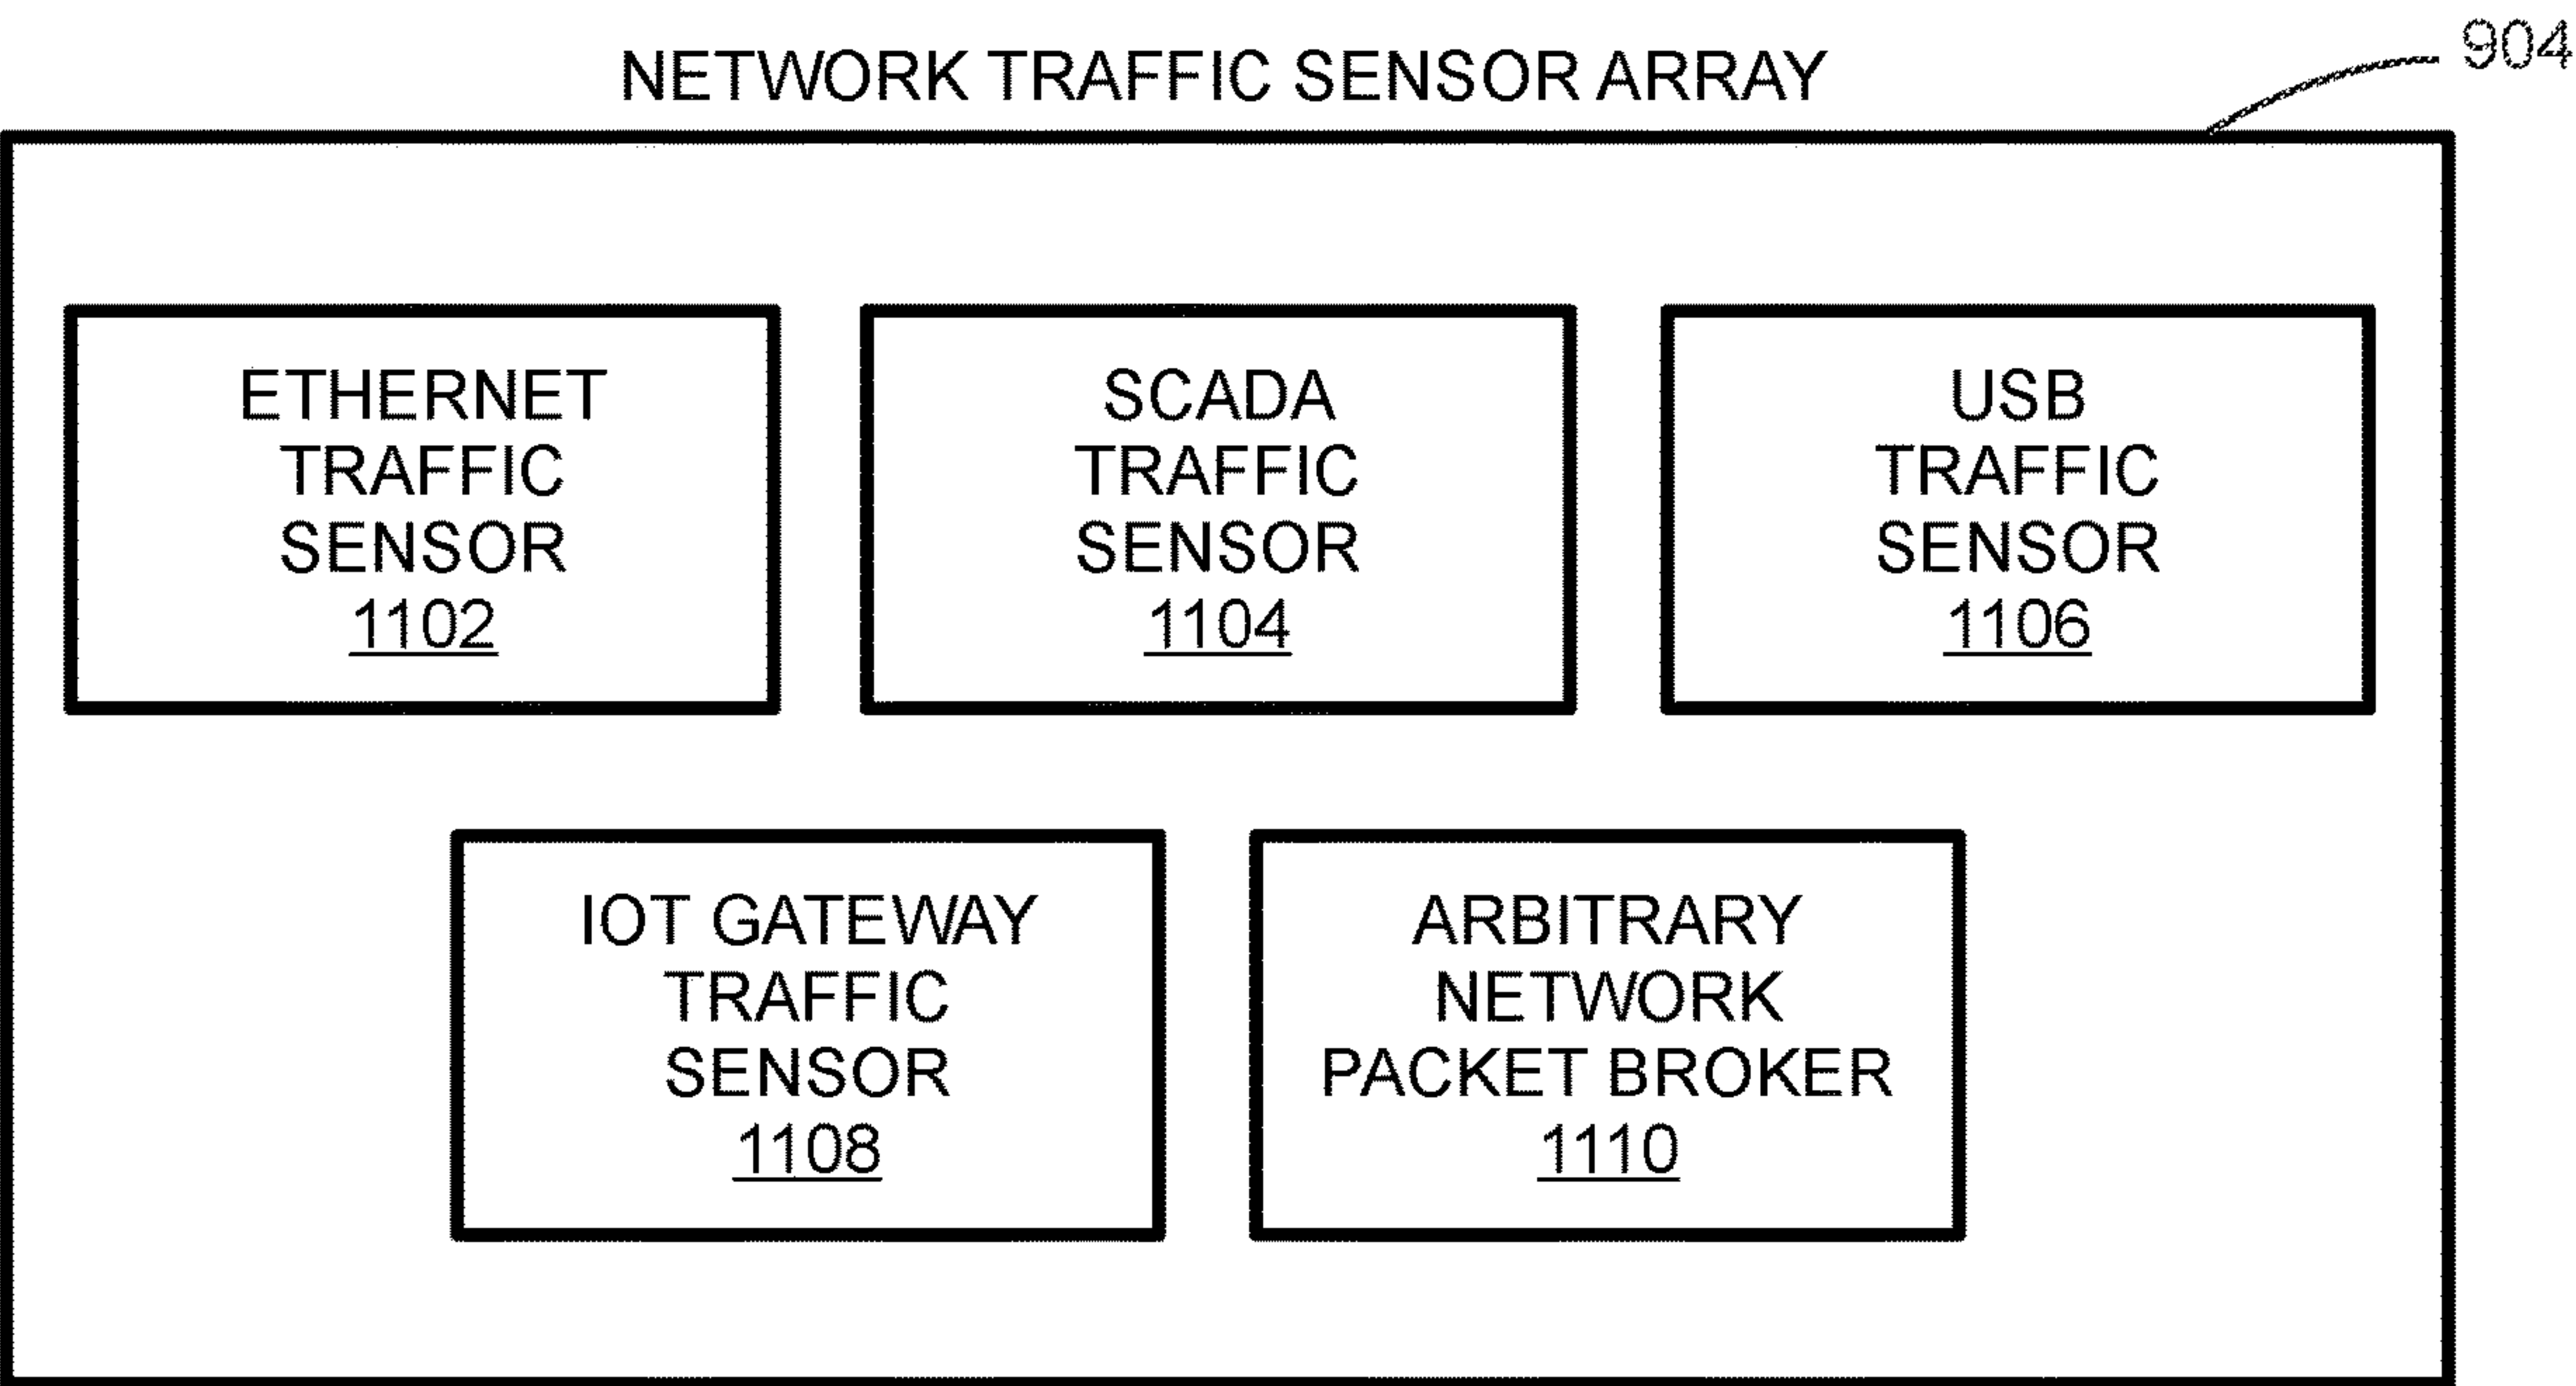 904
NETWORK TRAFFIC SENSOR ARRAY
ETHERNET
TRAFFIC
SENSOR
1102
SCADA
TRAFFIC
SENSOR
1104
USB
TRAFFIC
SENSOR
1106
IOT GATEWAY
TRAFFIC
SENSOR
1108
ARBITRARY
NETWORK
PACKET BROKER
1110